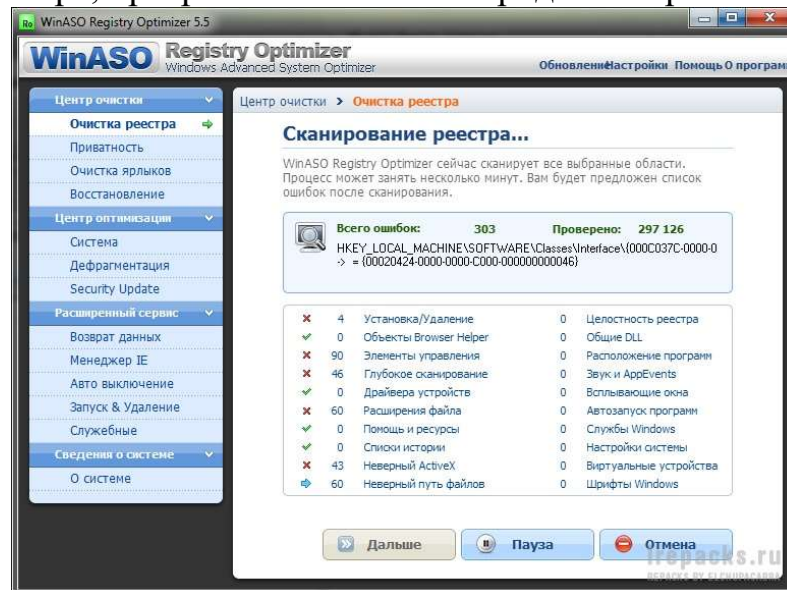 WinASO Registry Optimizer 5.5
WinASO Registry Optimizer
Windows Advanced System Optimizer
Обновление Настройки Помощь О програм
Центр очистки
Очистка реестра
Приватность
Очистка ярлыков
Восстановление
Центр оптимизации
Система
Дефрагментация
Security Update
Расширенный сервис
Возврат данных
Менеджер IE
Авто выключение
Запуск & Удаление
Служебные
Сведения о системе
О системе
Центр очистки > Очистка реестра
Сканирование реестра...
WinASO Registry Optimizer сейчас сканирует все выбранные области.
Процесс может занять несколько минут. Вам будет предложен список
ошибок после сканирования.
Всего ошибок: 303 Проверено: 297 126
HKEY_LOCAL_MACHINE\SOFTWARE\Classes\Interface\{000C037C-0000-0
-> = {00020424-0000-0000-C000-000000000046}
4 Установка/Удаление 0 Целостность реестра
0 Объекты Browser Helper 0 Общие DLL
90 Элементы управления 0 Расположение программ
46 Глубокое сканирование 0 Звук и AppEvents
0 Драйвера устройств 0 Всплывающие окна
60 Расширения файла 0 Автозапуск программ
0 Помощь и ресурсы 0 Службы Windows
0 Списки истории 0 Настройки системы
43 Неверный ActiveX 0 Виртуальные устройства
60 Неверный путь файлов 0 Шрифты Windows
Дальше Пауза Отмена
repacks.ru
REPACKS BY ELCHUPACABRA